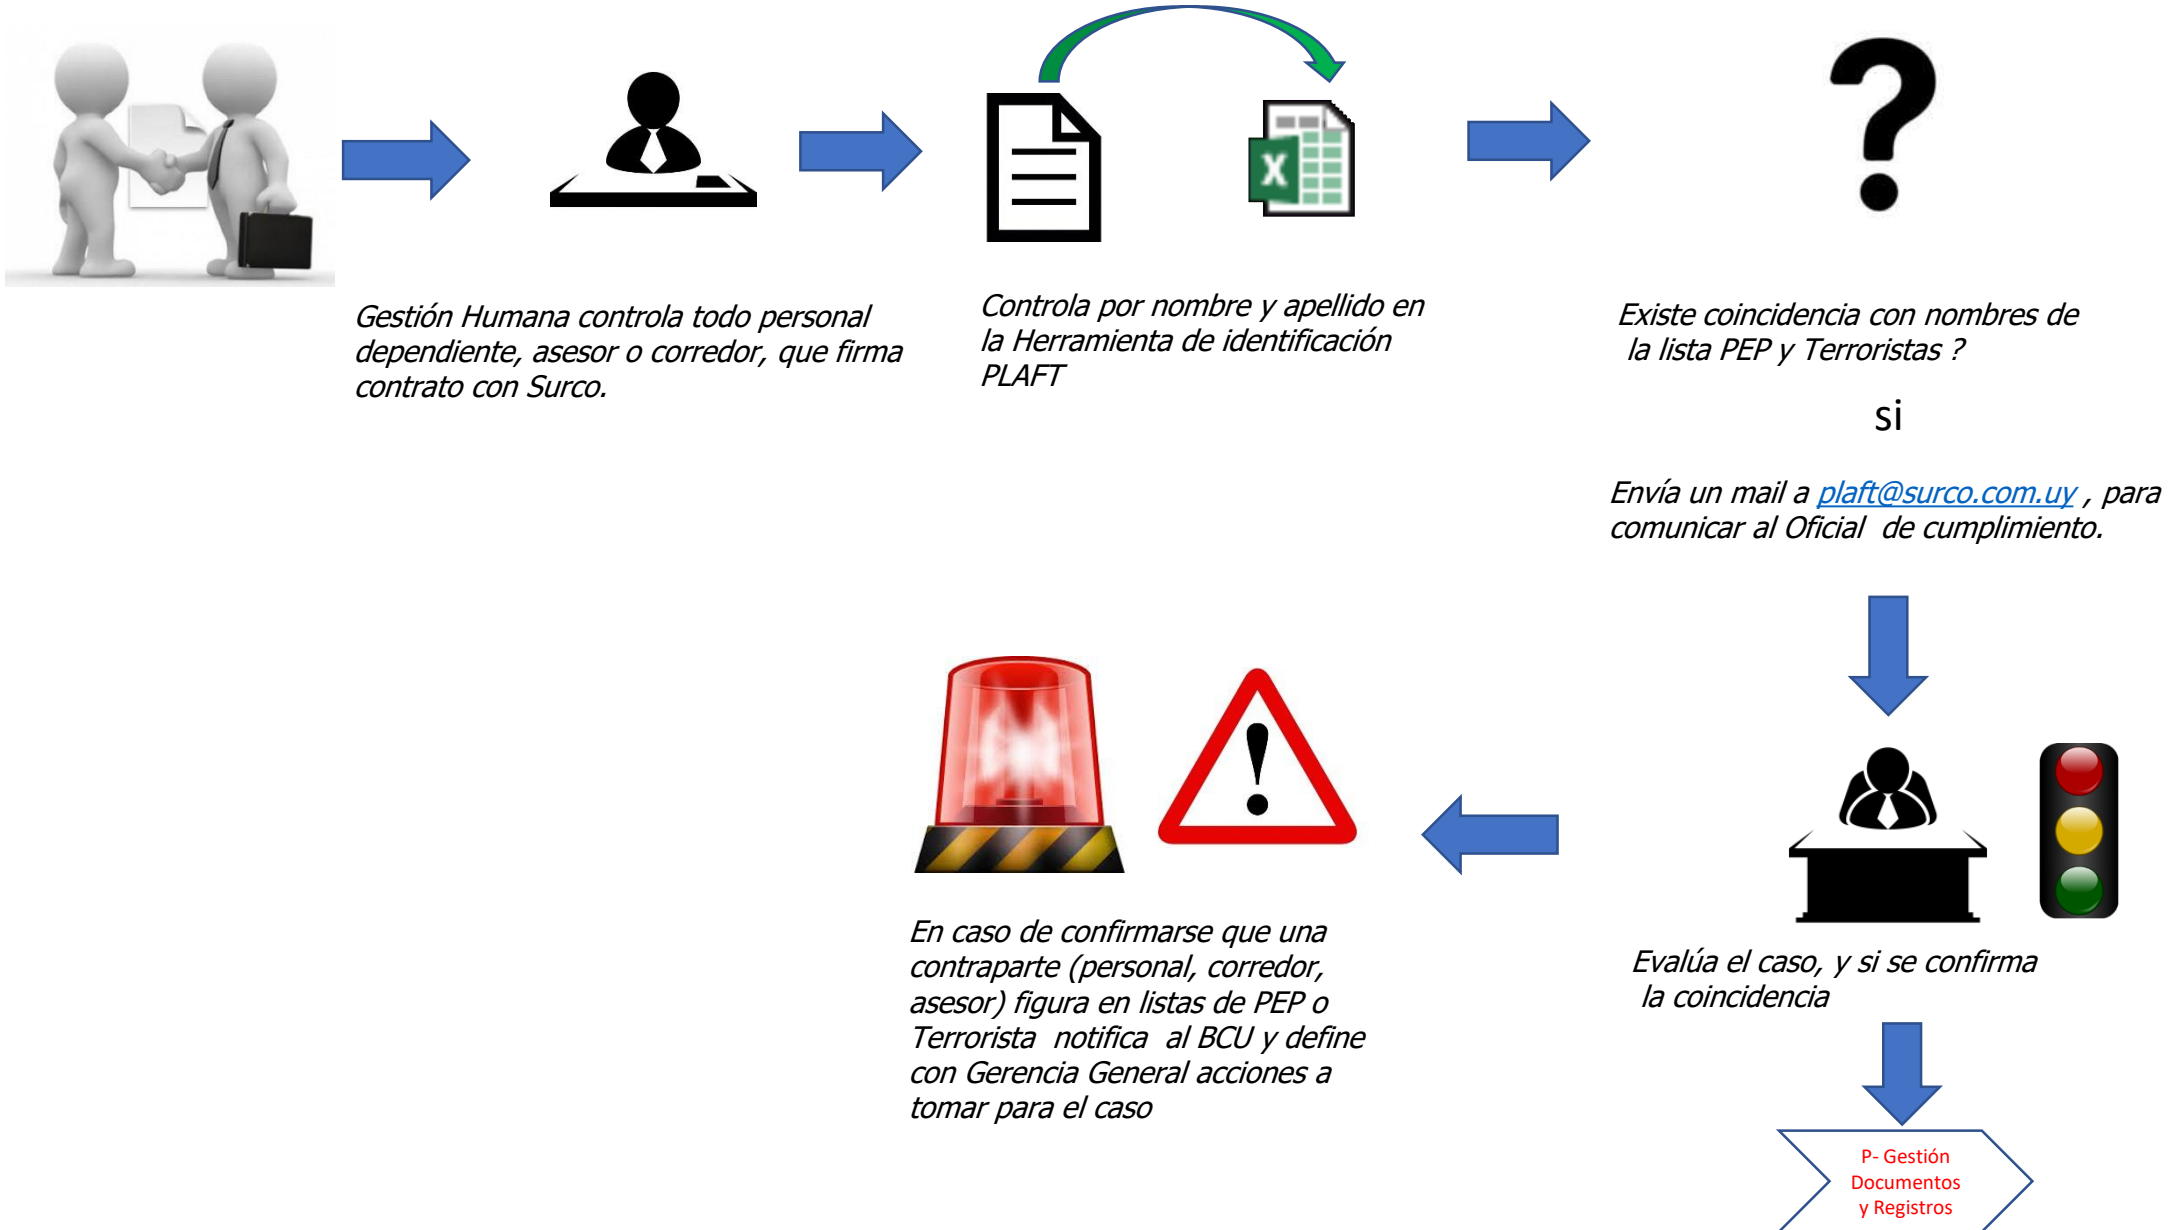 Gestión Humana controla todo personal
dependiente, asesor o corredor, que firma
contrato con Surco.
Controla por nombre y apellido en
la Herramienta de identificación
PLAFT
Existe coincidencia con nombres de
la lista PEP y Terroristas ?
si
Envía un mail a plaft@surco.com.uy , para
comunicar al Oficial de cumplimiento.
Evalúa el caso, y si se confirma
la coincidencia
En caso de confirmarse que una
contraparte (personal, corredor,
asesor) figura en listas de PEP o
Terrorista notifica al BCU y define
con Gerencia General acciones a
tomar para el caso
P- Gestión
Documentos
y Registros